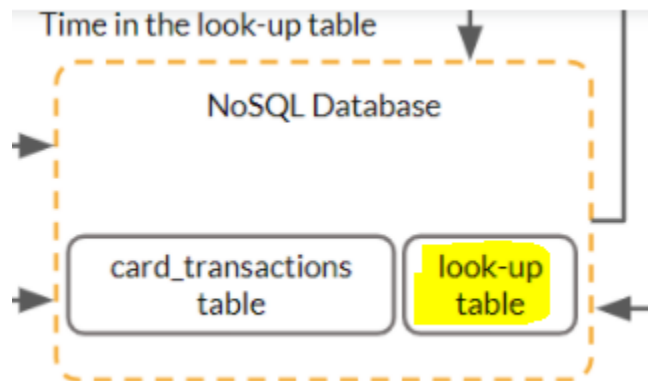 Time in the look-up table
NoSQL Database
card_transactions
table
look-up
table